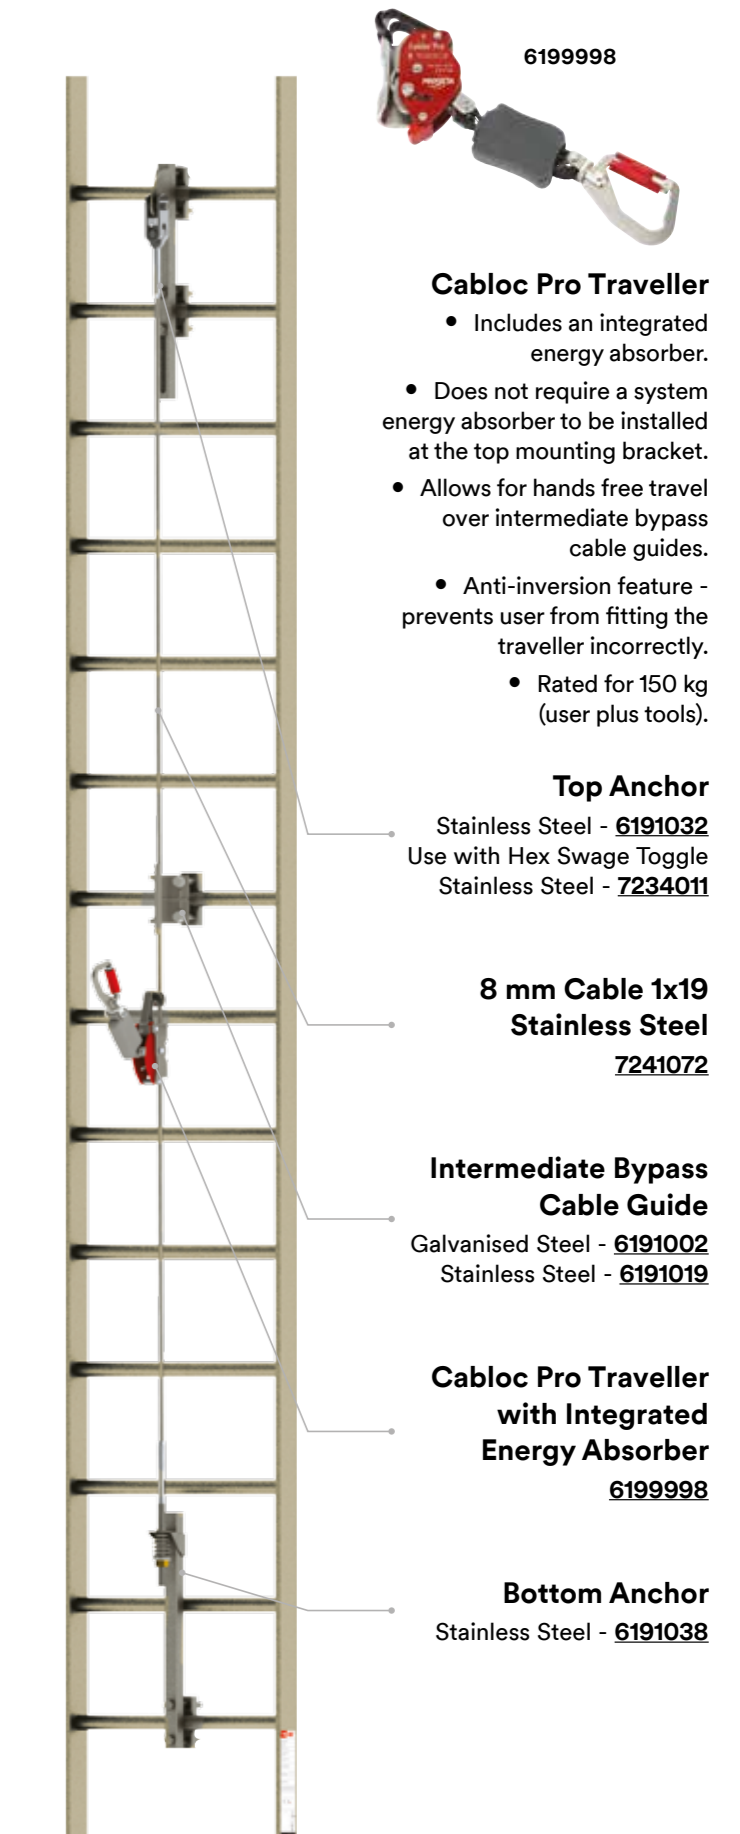 6199998
Cabloc Pro Traveller
• Includes an integrated
energy absorber.
• Does not require a system
energy absorber to be installed
at the top mounting bracket.
• Allows for hands free travel
over intermediate bypass
cable guides.
• Anti-inversion feature -
prevents user from fitting the
traveller incorrectly.
• Rated for 150 kg
(user plus tools).
Top Anchor
Stainless Steel - 6191032
Use with Hex Swage Toggle
Stainless Steel - 7234011
8 mm Cable 1x19
Stainless Steel
7241072
Intermediate Bypass
Cable Guide
Galvanised Steel - 6191002
Stainless Steel - 6191019
Cabloc Pro Traveller
with Integrated
Energy Absorber
6199998
Bottom Anchor
Stainless Steel - 6191038